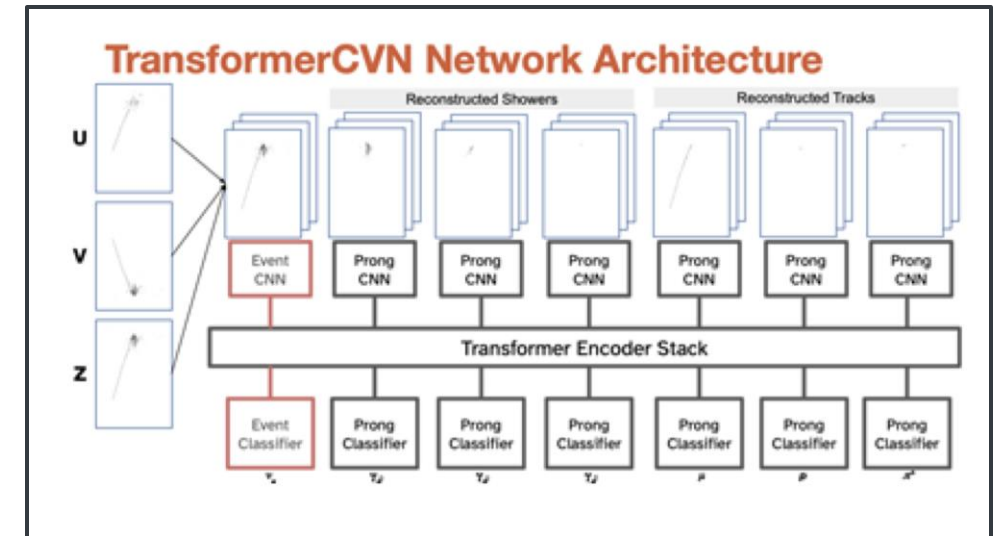 TransformerCVN Network Architecture
Reconstructed Showers
Reconstructed Tracks
U
V
Z
Event CNN
Prong CNN
Prong CNN
Prong CNN
Prong CNN
Prong CNN
Prong CNN
Transformer Encoder Stack
Event Classifier
Prong Classifier
Prong Classifier
Prong Classifier
Prong Classifier
Prong Classifier
Prong Classifier